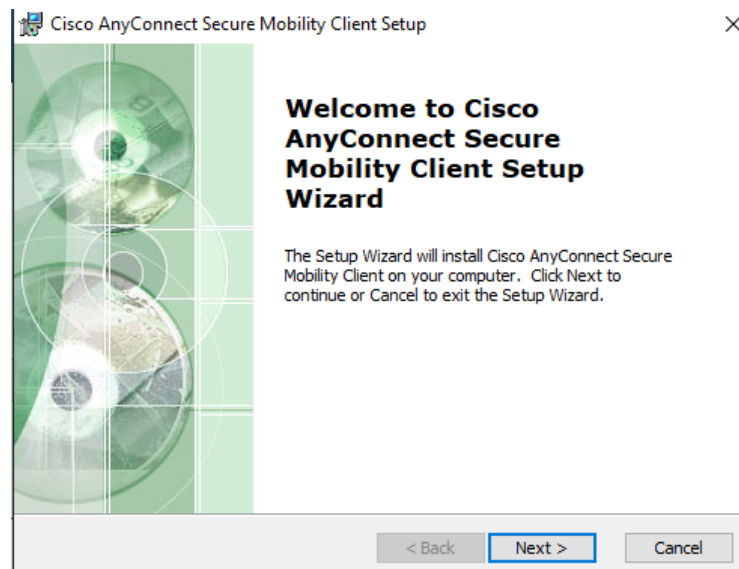 Cisco AnyConnect Secure Mobility Client Setup
Welcome to Cisco
AnyConnect Secure
Mobility Client Setup
Wizard
The Setup Wizard will install Cisco AnyConnect Secure
Mobility Client on your computer.  Click Next to
continue or Cancel to exit the Setup Wizard.
< Back Next > Cancel